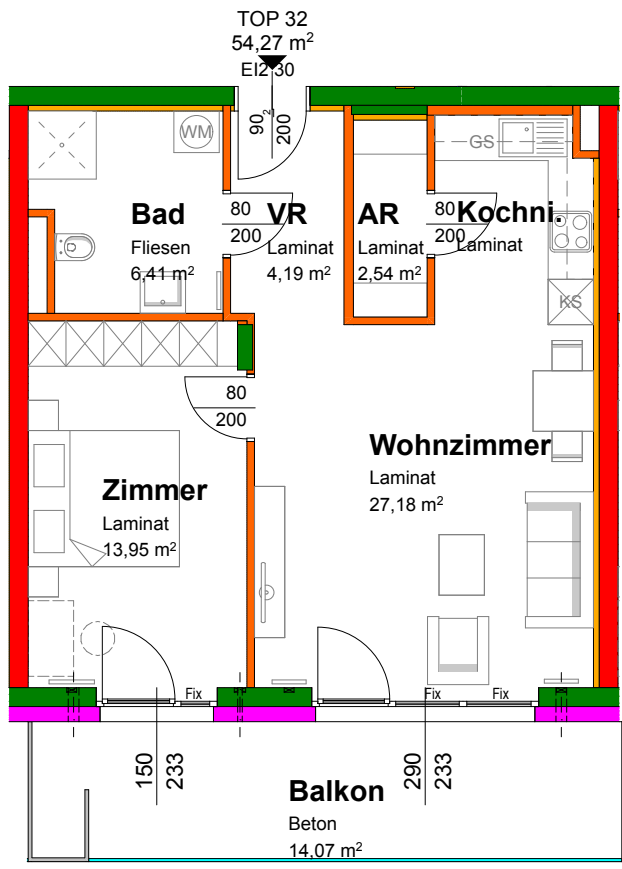 TOP 32
54,27 m²
EI2 30
90
2
200
WM
GS
Bad
Fliesen
6,41 m²
80
200
VR
Laminat
4,19 m²
AR
Laminat
2,54 m²
80
200
Kochni.
Laminat
KS
80
200
Wohnzimmer
Laminat
27,18 m²
Zimmer
Laminat
13,95 m²
Fix
Fix
Fix
150
233
290
233
Balkon
Beton
14,07 m²